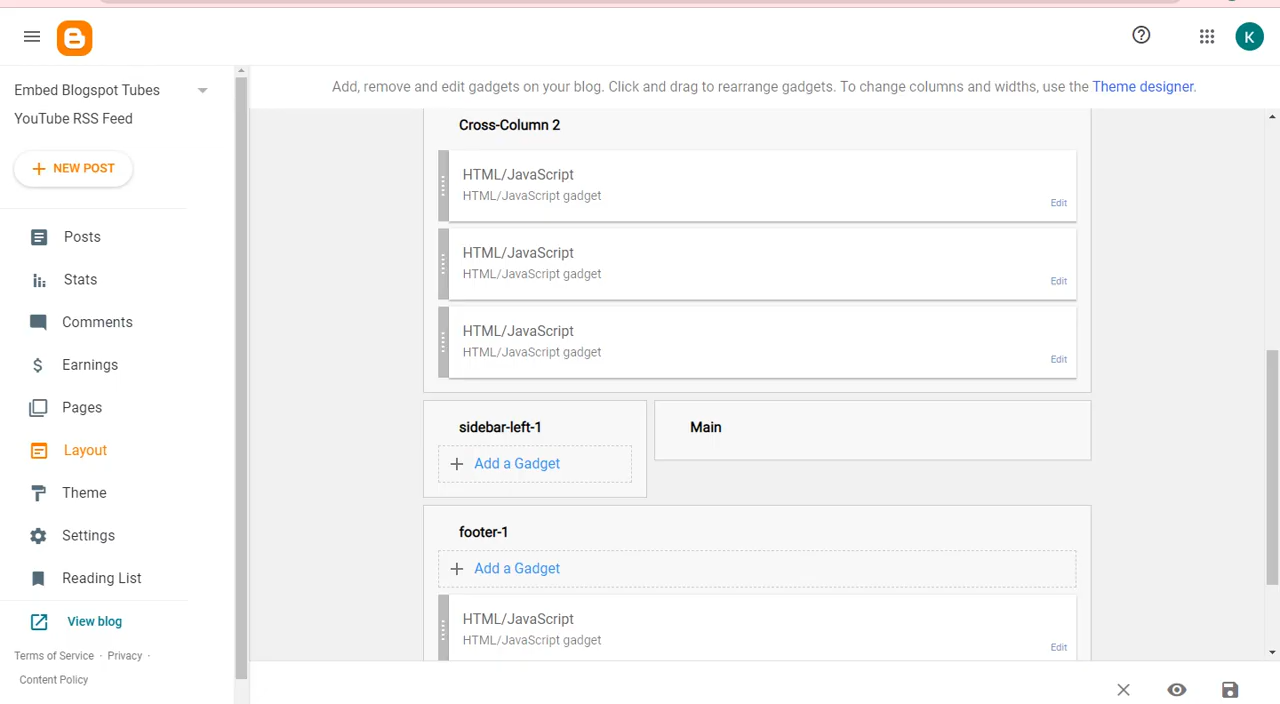 K
Embed Blogspot Tubes
YouTube RSS Feed
NEW POST
Posts
Stats
Comments
Earnings
Pages
Layout
Theme
Settings
Reading List
View blog
Terms of Service · Privacy ·
Content Policy
Add, remove and edit gadgets on your blog. Click and drag to rearrange gadgets. To change columns and widths, use the Theme designer.
Cross-Column 2
HTML/JavaScript
HTML/JavaScript gadget
Edit
HTML/JavaScript
HTML/JavaScript gadget
Edit
HTML/JavaScript
HTML/JavaScript gadget
Edit
sidebar-left-1
Add a Gadget
Main
footer-1
Add a Gadget
HTML/JavaScript
HTML/JavaScript gadget
Edit